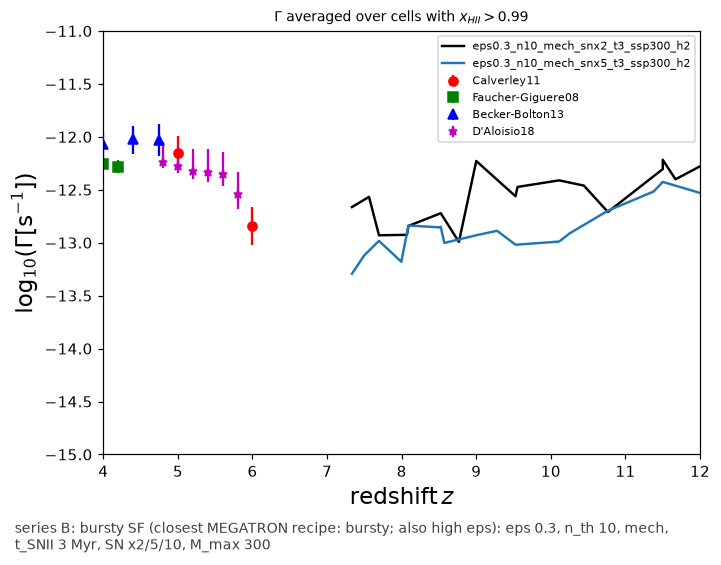 Γ averaged over cells with x_{HII} > 0.99
eps0.3_n10_mech_snx2_t3_ssp300_h2
eps0.3_n10_mech_snx5_t3_ssp300_h2
Calverley11
Faucher-Giguere08
Becker-Bolton13
D'Aloisio18
log₁₀(Γ[s⁻¹])
−11.0
−11.5
−12.0
−12.5
−13.0
−13.5
−14.0
−14.5
−15.0
4 5 6 7 8 9 10 11 12
redshift z
series B: bursty SF (closest MEGATRON recipe: bursty; also high eps): eps 0.3, n_th 10, mech,
t_SNII 3 Myr, SN x2/5/10, M_max 300